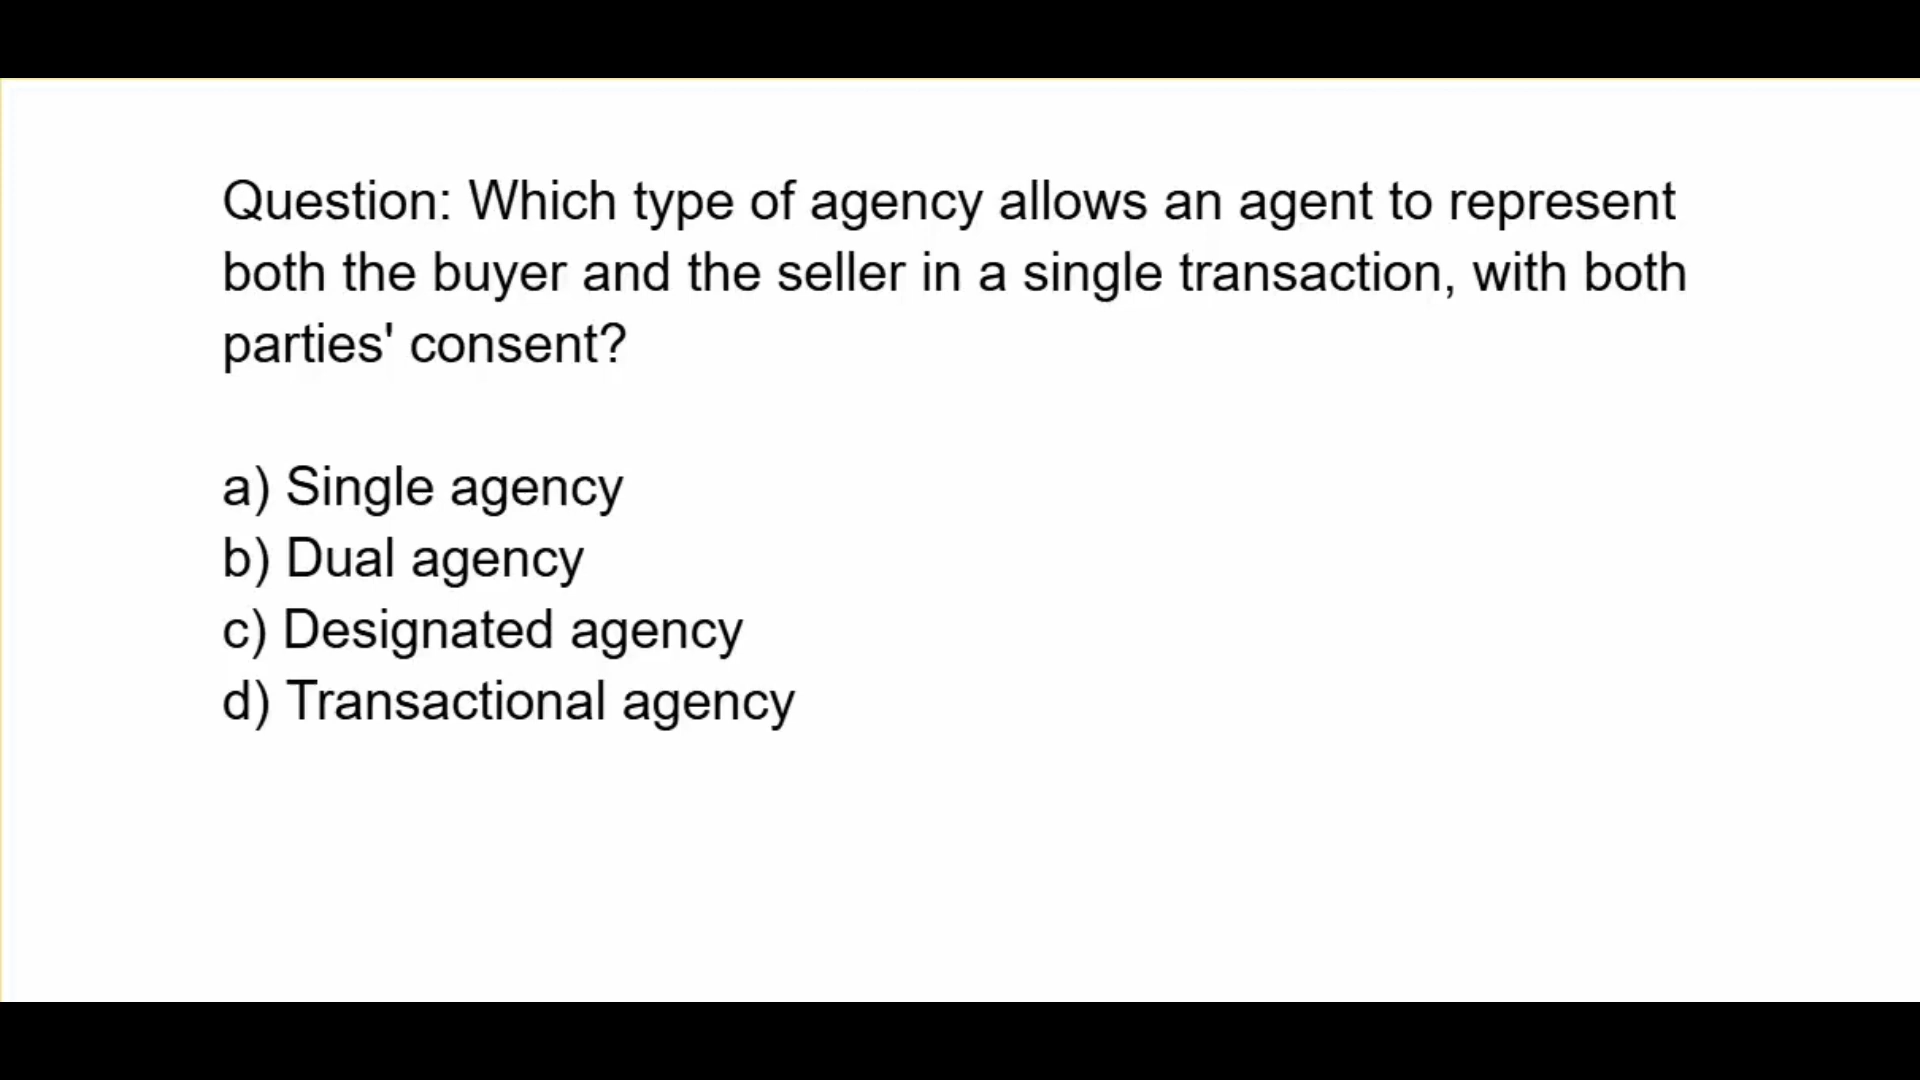 Question: Which type of agency allows an agent to represent
both the buyer and the seller in a single transaction, with both
parties' consent?
a) Single agency
b) Dual agency
c) Designated agency
d) Transactional agency